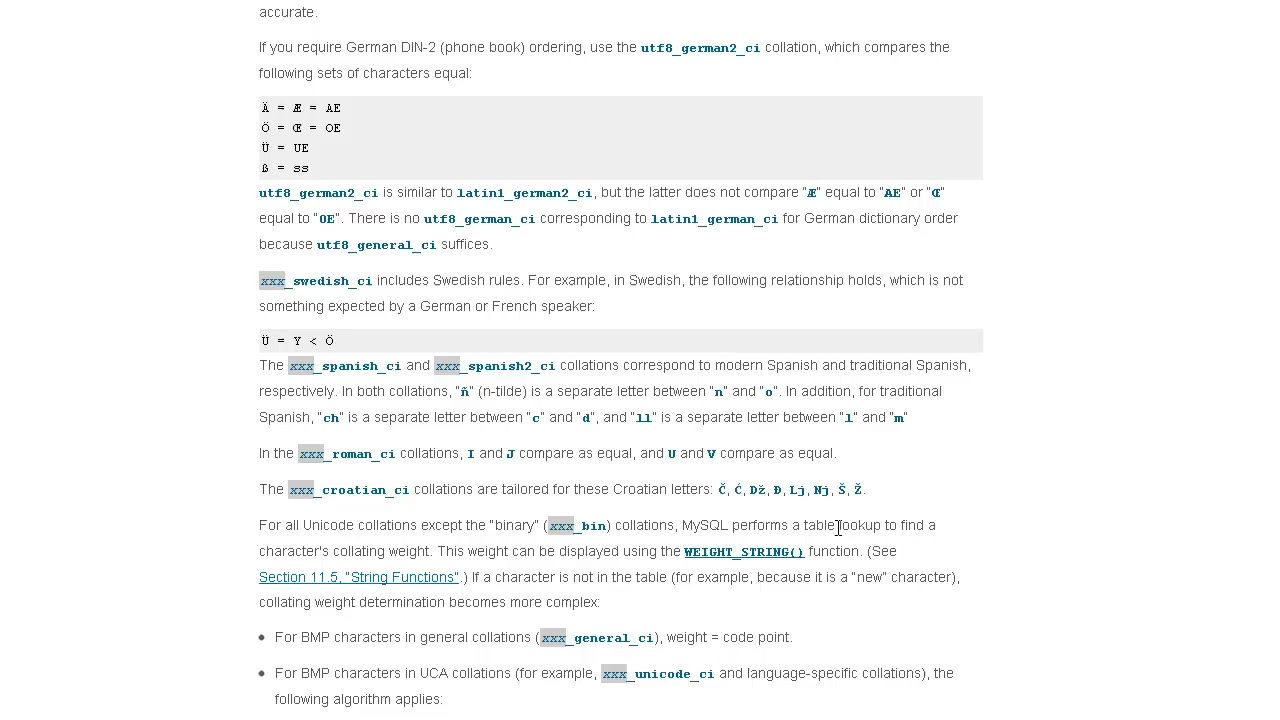 accurate.
If you require German DIN-2 (phone book) ordering, use the utf8_german2_ci collation, which compares the
following sets of characters equal:
Ä = Æ = AE
Ö = Œ = OE
Ü = UE
ß = ss
utf8_german2_ci is similar to latin1_german2_ci, but the latter does not compare “Æ” equal to “AE” or “Œ”
equal to “OE”. There is no utf8_german_ci corresponding to latin1_german_ci for German dictionary order
because utf8_general_ci suffices.
xxx_swedish_ci includes Swedish rules. For example, in Swedish, the following relationship holds, which is not
something expected by a German or French speaker:
Ü = Y < Ö
The xxx_spanish_ci and xxx_spanish2_ci collations correspond to modern Spanish and traditional Spanish,
respectively. In both collations, “ñ” (n-tilde) is a separate letter between “n” and “o”. In addition, for traditional
Spanish, “ch” is a separate letter between “c” and “d”, and “ll” is a separate letter between “l” and “m”
In the xxx_roman_ci collations, I and J compare as equal, and U and V compare as equal.
The xxx_croatian_ci collations are tailored for these Croatian letters: Č, Ć, Dž, Đ, Lj, Nj, Š, Ž.
For all Unicode collations except the “binary” (xxx_bin) collations, MySQL performs a table lookup to find a
character's collating weight. This weight can be displayed using the WEIGHT_STRING() function. (See
Section 11.5, “String Functions”.) If a character is not in the table (for example, because it is a “new” character),
collating weight determination becomes more complex:
• For BMP characters in general collations (xxx_general_ci), weight = code point.
• For BMP characters in UCA collations (for example, xxx_unicode_ci and language-specific collations), the
following algorithm applies: